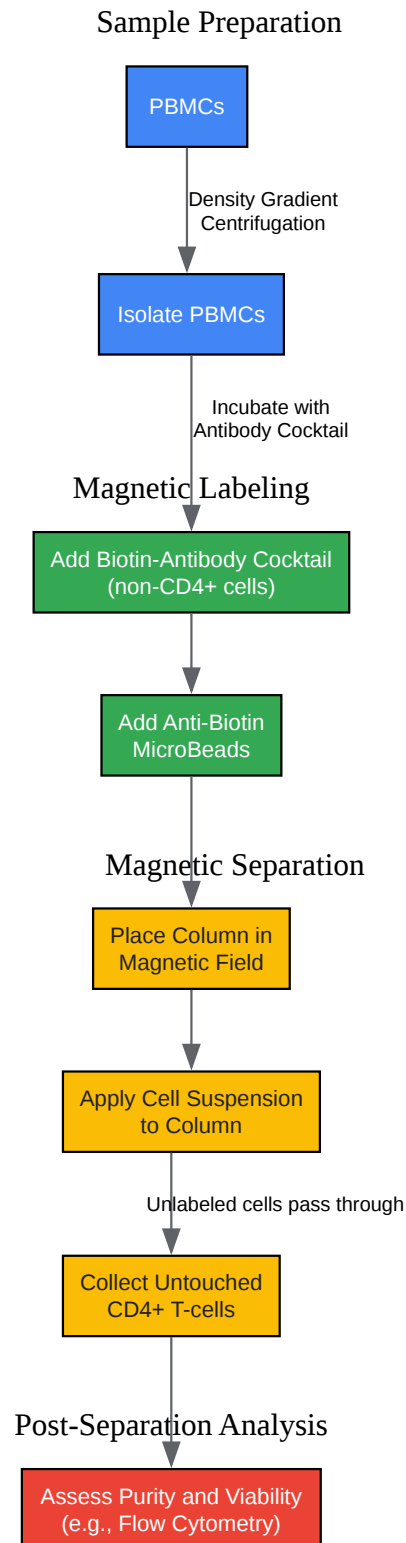 Sample Preparation
PBMCs
Density Gradient
Centrifugation
Isolate PBMCs
Incubate with
Antibody Cocktail
Magnetic Labeling
Add Biotin-Antibody Cocktail
(non-CD4+ cells)
Add Anti-Biotin
MicroBeads
Magnetic Separation
Place Column in
Magnetic Field
Apply Cell Suspension
to Column
Unlabeled cells pass through
Collect Untouched
CD4+ T-cells
Post-Separation Analysis
Assess Purity and Viability
(e.g., Flow Cytometry)